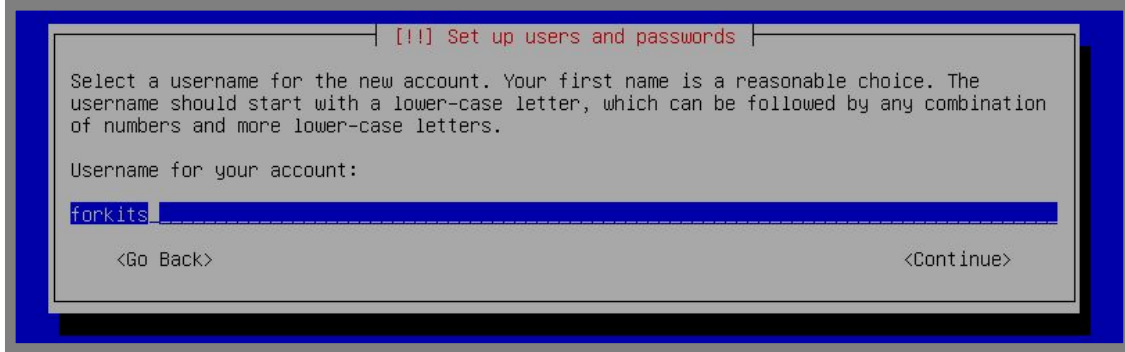 [!!] Set up users and passwords
Select a username for the new account. Your first name is a reasonable choice. The
username should start with a lower-case letter, which can be followed by any combination
of numbers and more lower-case letters.
Username for your account:
forkits
<Go Back> <Continue>